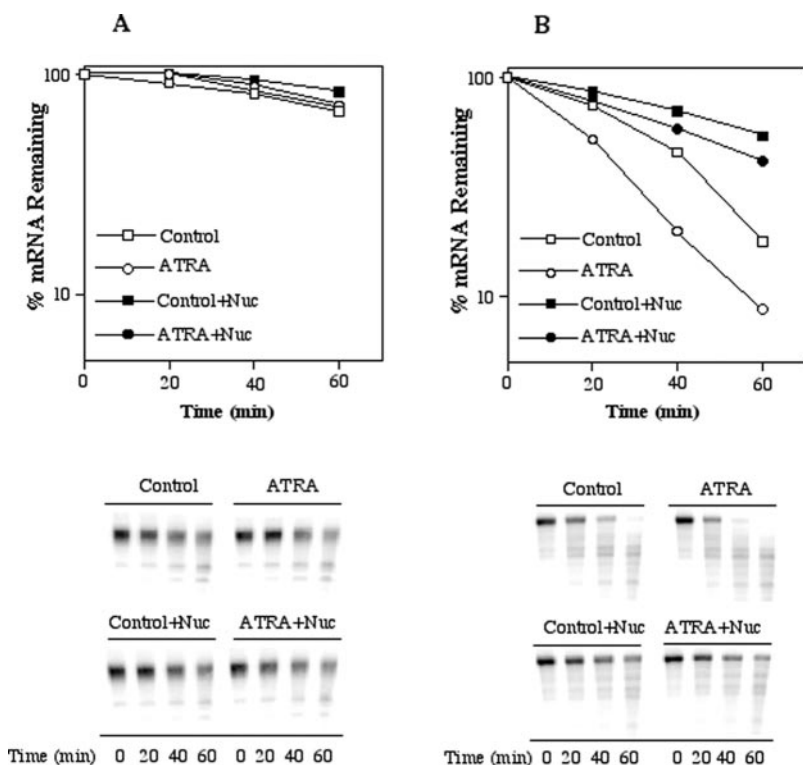 A
100
10
% mRNA Remaining
Control
ATRA
Control+Nuc
ATRA+Nuc
0 20 40 60
Time (min)
B
100
10
% mRNA Remaining
Control
ATRA
Control+Nuc
ATRA+Nuc
0 20 40 60
Time (min)
Control ATRA
Control+Nuc ATRA+Nuc
Time (min) 0 20 40 60 0 20 40 60
Control ATRA
Control+Nuc ATRA+Nuc
Time (min) 0 20 40 60 0 20 40 60